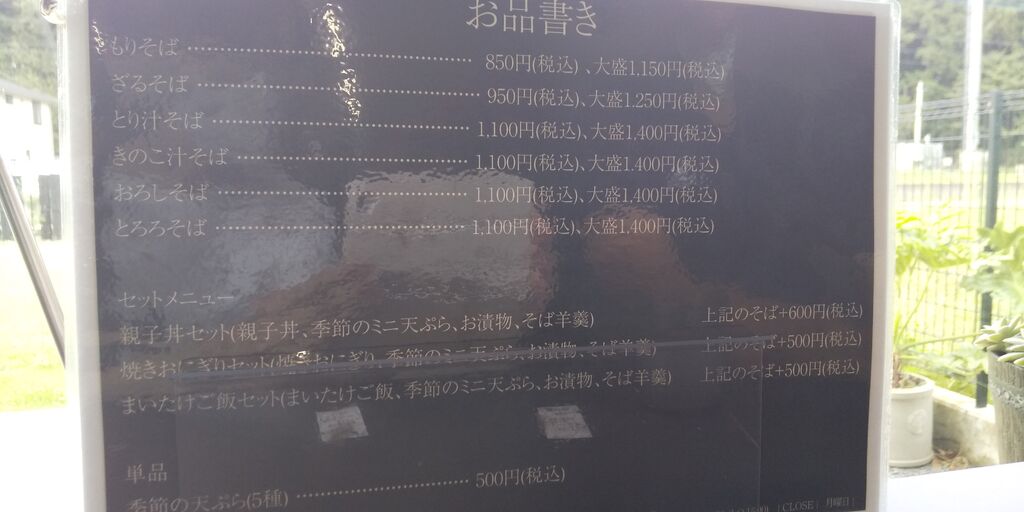 お品書き
もりそば 850円(税込)、大盛1,150円(税込)
ざるそば 950円(税込)、大盛1.250円(税込)
とり汁そば 1,100円(税込)、大盛1,400円(税込)
きのこ汁そば 1,100円(税込)、大盛1.400円(税込)
おろしそば 1,100円(税込)、大盛1,400円(税込)
とろろそば 1,100円(税込)、大盛1,400円(税込)
セットメニュー
親子丼セット(親子丼、季節のミニ天ぷら、お漬物、そば羊羹) 上記のそば+600円(税込)
焼きおにぎりセット(焼きおにぎり、季節のミニ天ぷら、お漬物、そば羊羹) 上記のそば+500円(税込)
まいたけご飯セット(まいたけご飯、季節のミニ天ぷら、お漬物、そば羊羹) 上記のそば+500円(税込)
単品
季節の天ぷら(5種) 500円(税込)
| CLOSE | 月曜日 |